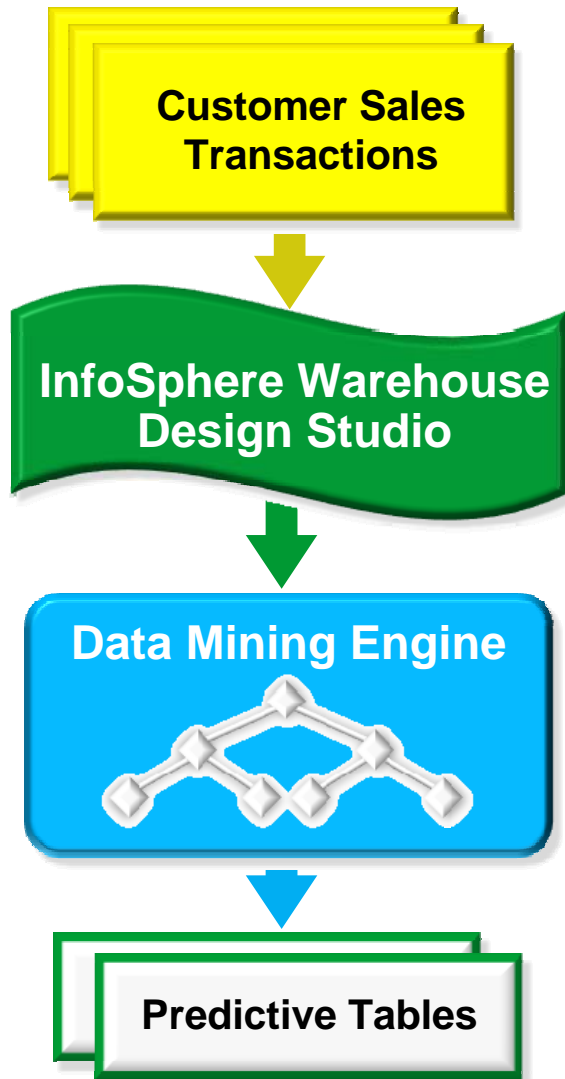 Customer Sales
Transactions
InfoSphere Warehouse
Design Studio
Data Mining Engine
Predictive Tables